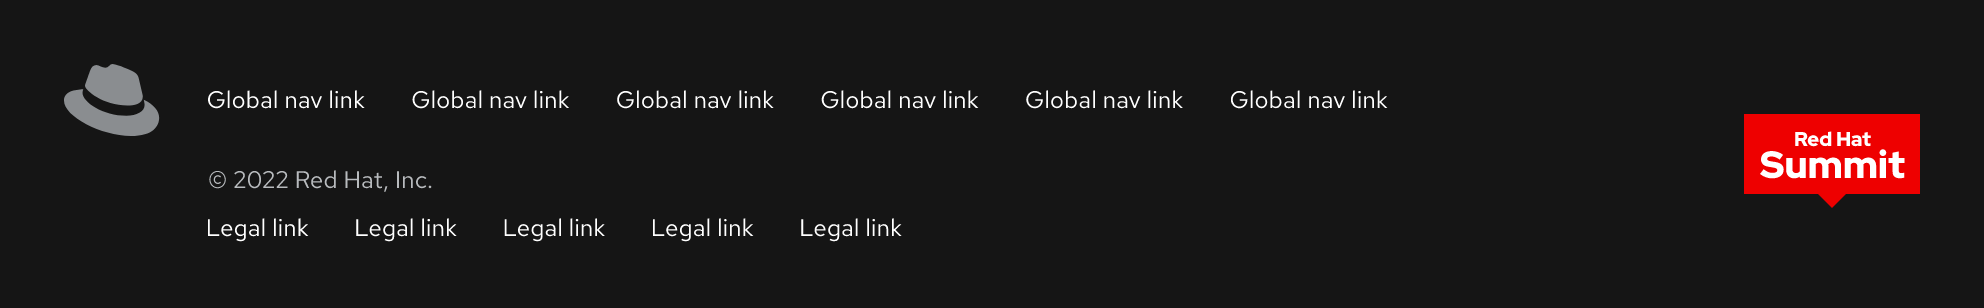 Global nav link Global nav link Global nav link Global nav link Global nav link Global nav link
© 2022 Red Hat, Inc.
Legal link Legal link Legal link Legal link Legal link
Red Hat
Summit